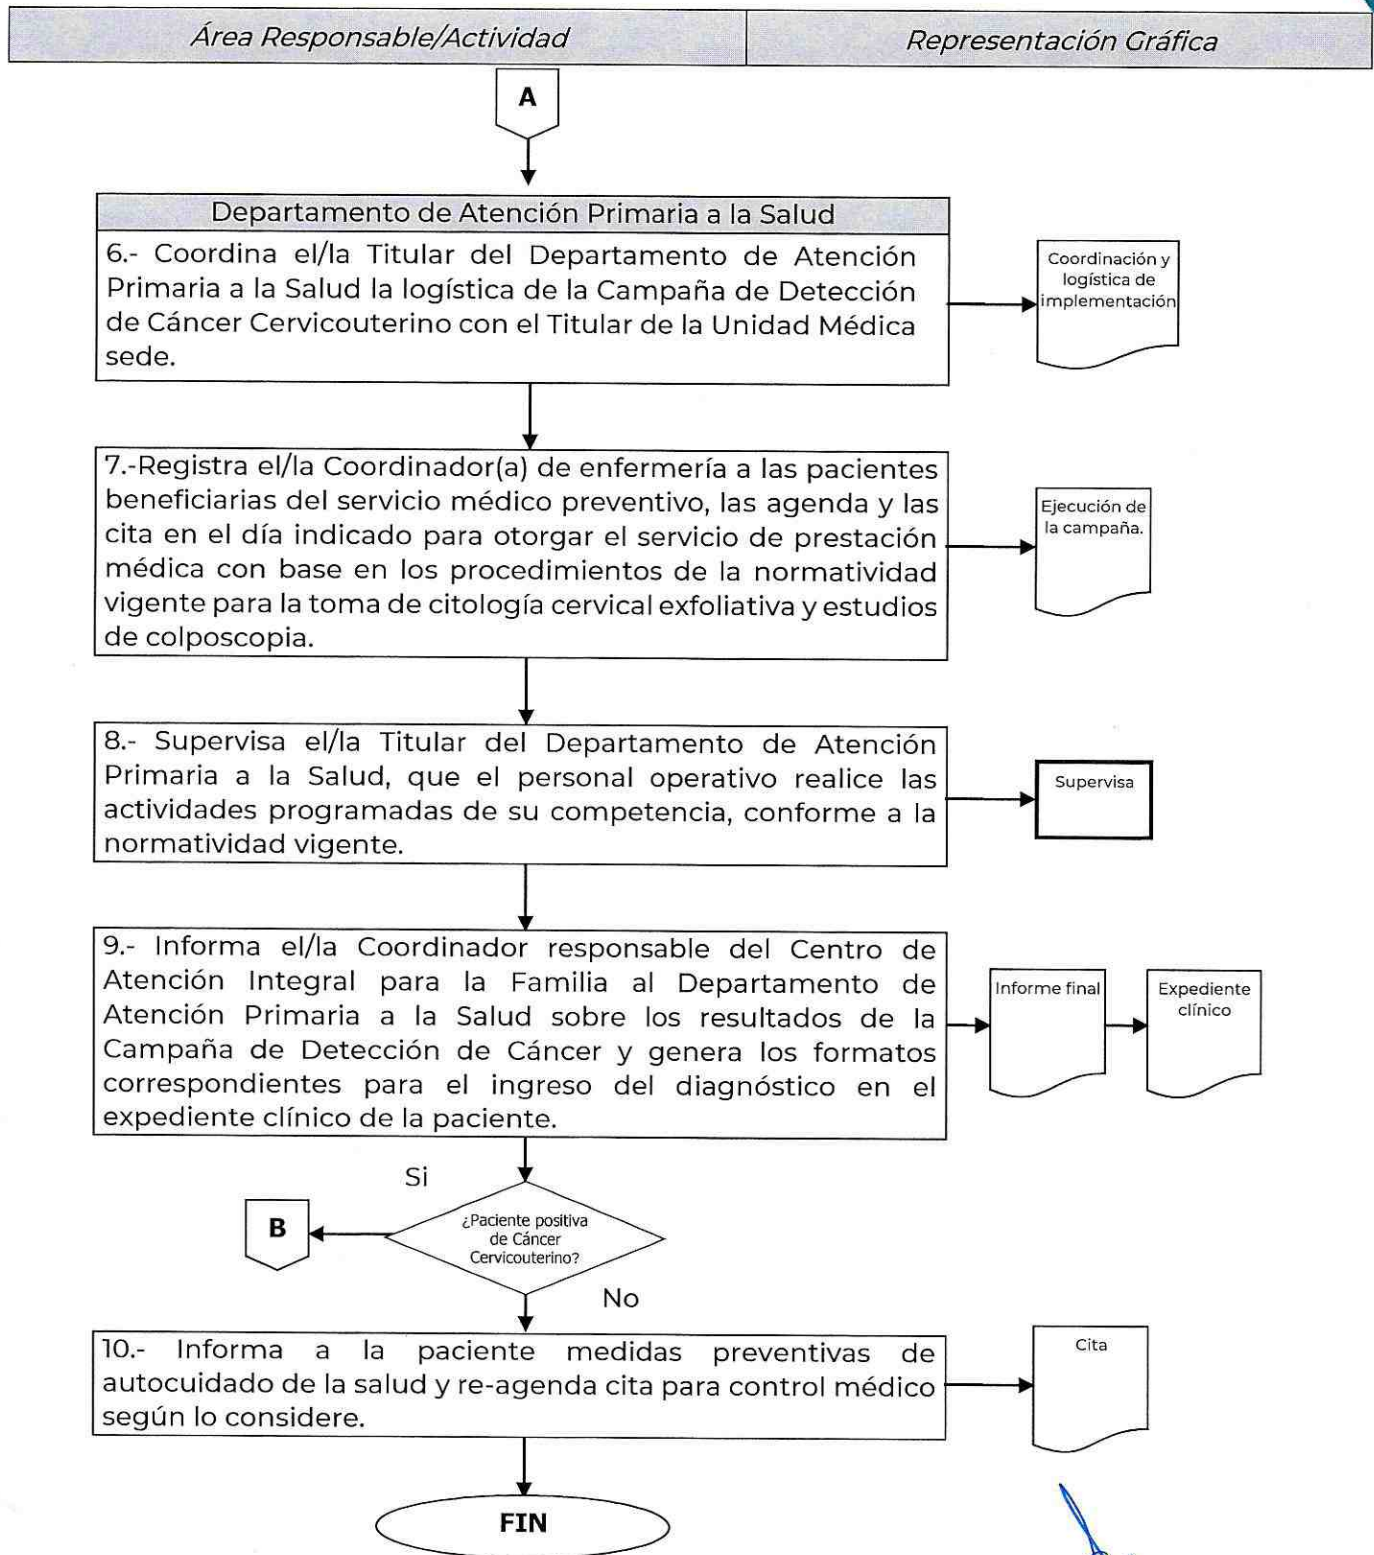 Área Responsable/Actividad
Representación Gráfica
A
Departamento de Atención Primaria a la Salud
6.- Coordina el/la Titular del Departamento de Atención
Primaria a la Salud la logística de la Campaña de Detección
de Cáncer Cervicouterino con el Titular de la Unidad Médica
sede.
Coordinación y
logística de
implementación
7.-Registra el/la Coordinador(a) de enfermería a las pacientes
beneficiarias del servicio médico preventivo, las agenda y las
cita en el día indicado para otorgar el servicio de prestación
médica con base en los procedimientos de la normatividad
vigente para la toma de citología cervical exfoliativa y estudios
de colposcopia.
Ejecución de
la campaña.
8.- Supervisa el/la Titular del Departamento de Atención
Primaria a la Salud, que el personal operativo realice las
actividades programadas de su competencia, conforme a la
normatividad vigente.
Supervisa
9.- Informa el/la Coordinador responsable del Centro de
Atención Integral para la Familia al Departamento de
Atención Primaria a la Salud sobre los resultados de la
Campaña de Detección de Cáncer y genera los formatos
correspondientes para el ingreso del diagnóstico en el
expediente clínico de la paciente.
Informe final
Expediente
clínico
Si
B
¿Paciente positiva
de Cáncer
Cervicouterino?
No
10.- Informa a la paciente medidas preventivas de
autocuidado de la salud y re-agenda cita para control médico
según lo considere.
Cita
FIN